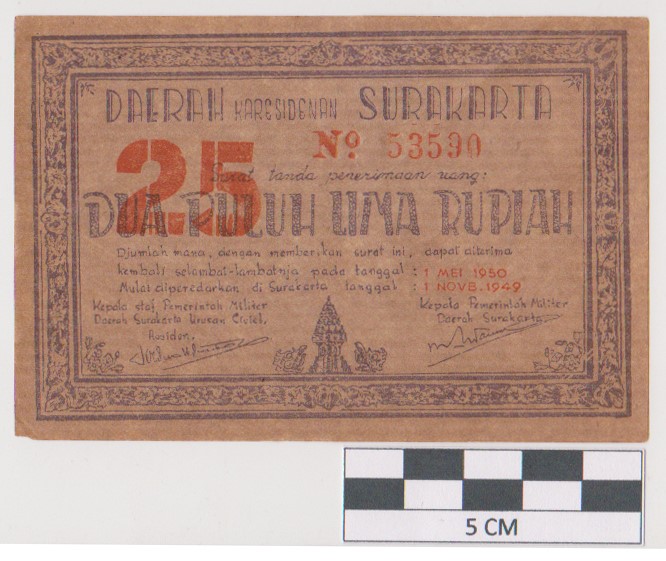 DAERAH KARESIDENAN SURAKARTA
25
No 53590
Surat tanda penerimaan uang:
DUA PULUH LIMA RUPIAH
Djumlah mana, dengan memberikan surat ini, dapat diterima
kembali selambat-lambatnja pada tanggal : 1 MEI 1950
Mulai diperedarkan di Surakarta tanggal : 1 NOVB. 1949
Kepala staf Pemerintah Militer
Daerah Surakarta Urusan Civiel.
Residen.
Kepala Pemerintah Militer
Daerah Surakarta.
5 CM